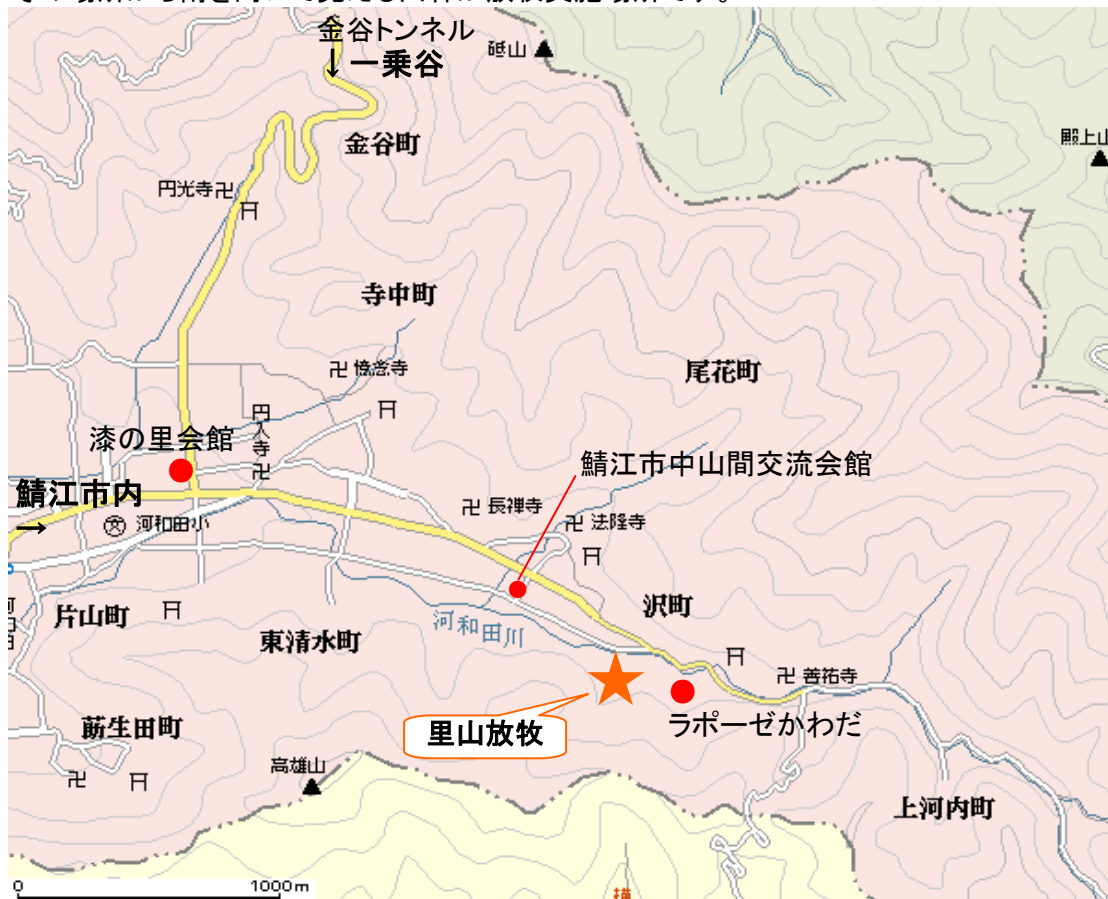 金谷トンネル
↓一乗谷
砥山
殿上山
金谷町
円光寺
寺中町
尾花町
円入寺
漆の里会館
鯖江市中山間交流会館
鯖江市内
→
長禅寺
法隆寺
河和田小
沢町
片山町
東清水町
河和田川
善祐寺
里山放牧
ラポーゼかわだ
莇生田町
高雄山
上河内町
0 1000m